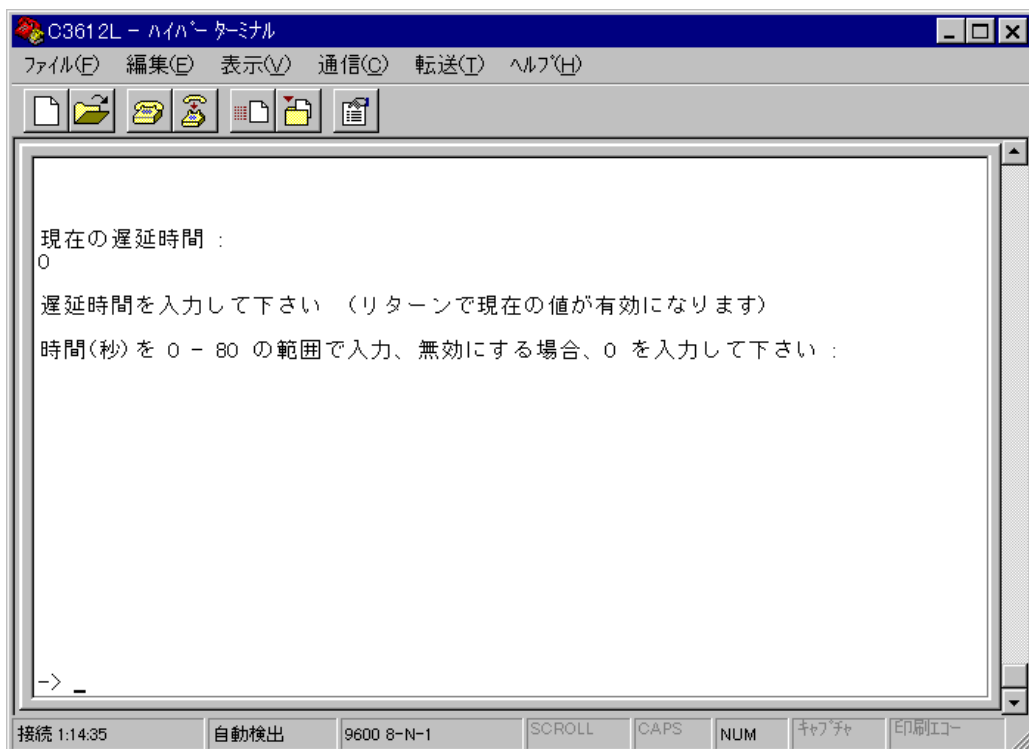 C3612L - ﾊｲﾊﾟｰ ﾀｰﾐﾅﾙ
ﾌｧｲﾙ(F) 編集(E) 表示(V) 通信(C) 転送(T) ﾍﾙﾌﾟ(H)
現在の遅延時間 :
0
遅延時間を入力して下さい （リターンで現在の値が有効になります）
時間(秒)を 0 - 80 の範囲で入力、無効にする場合、0 を入力して下さい :
-> _
接続 1:14:35 自動検出 9600 8-N-1 SCROLL CAPS NUM ｷｬﾌﾟﾁｬ 印刷ｴｺｰ